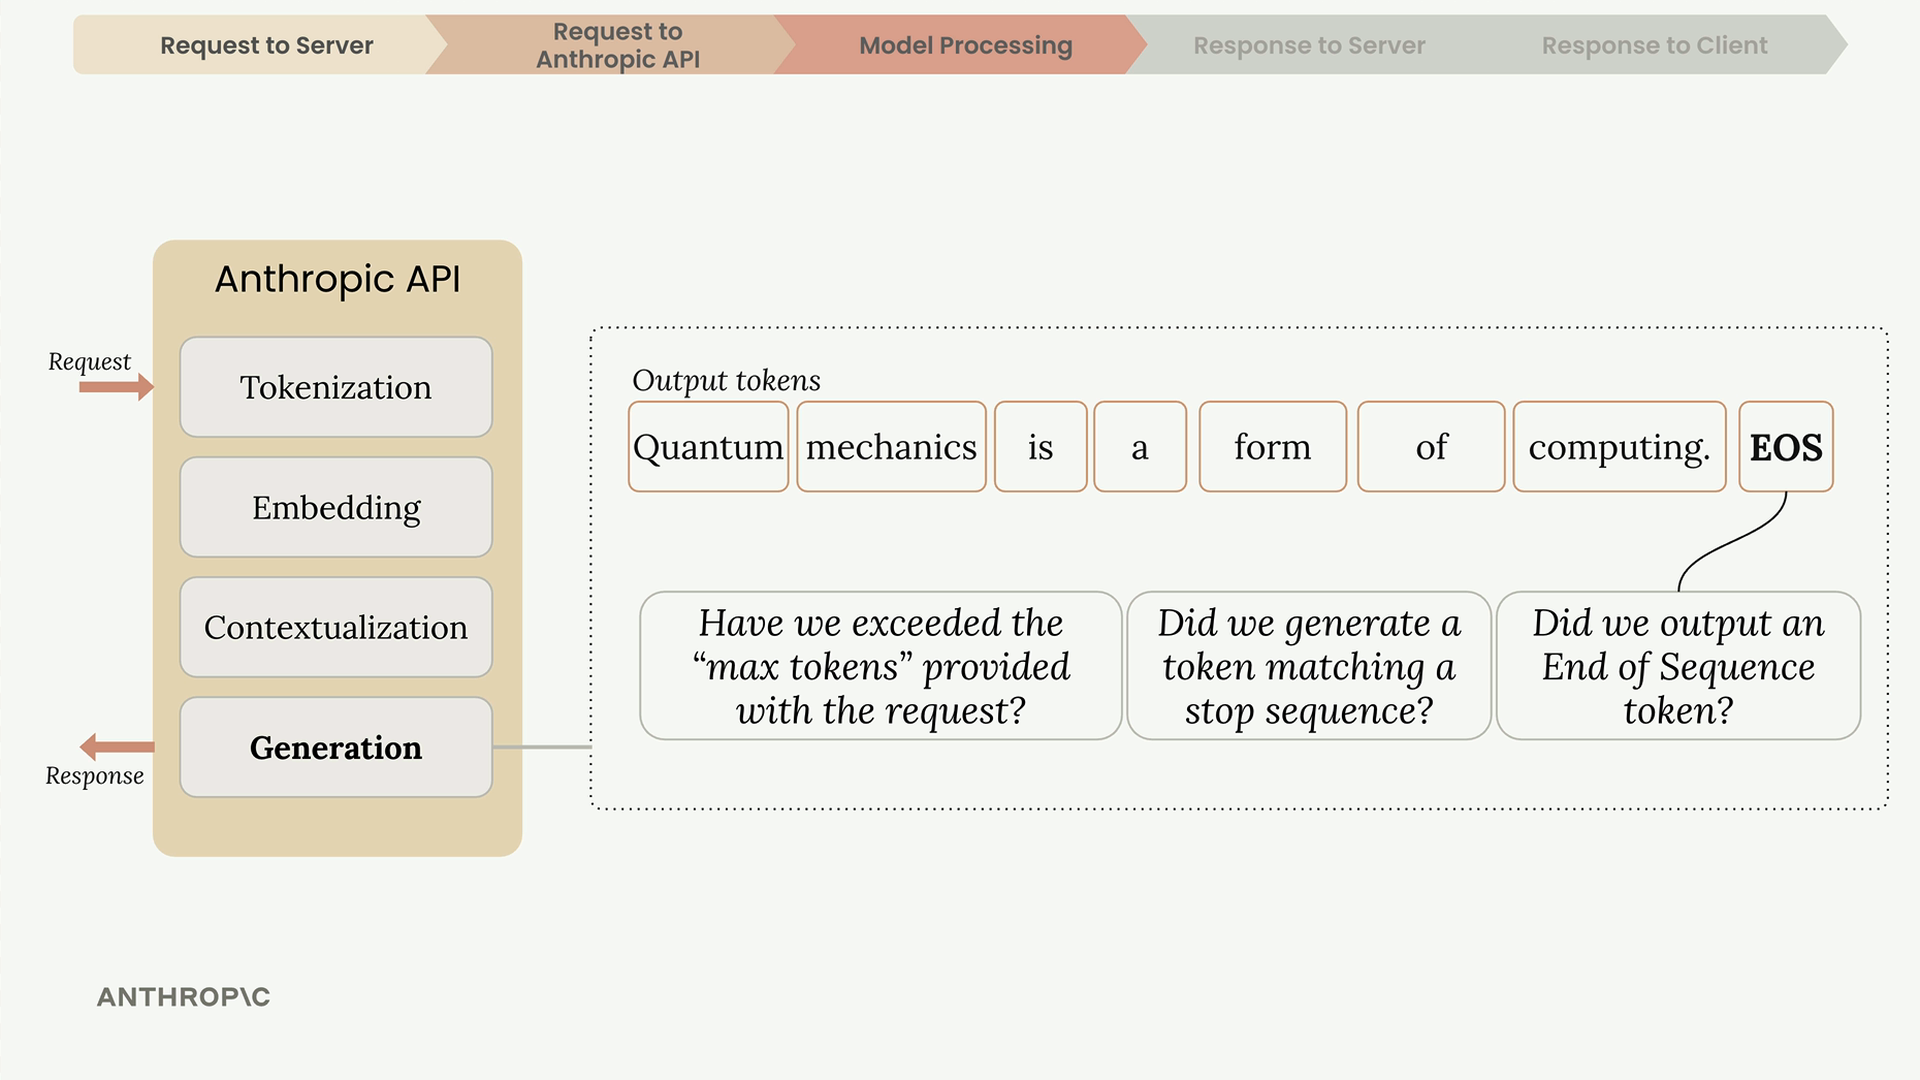 Request to Server
Request to
Anthropic API
Model Processing
Response to Server
Response to Client
Anthropic API
Request
Tokenization
Embedding
Contextualization
Generation
Response
Output tokens
Quantum mechanics is a form of computing. EOS
Have we exceeded the
“max tokens” provided
with the request?
Did we generate a
token matching a
stop sequence?
Did we output an
End of Sequence
token?
ANTHROP\C